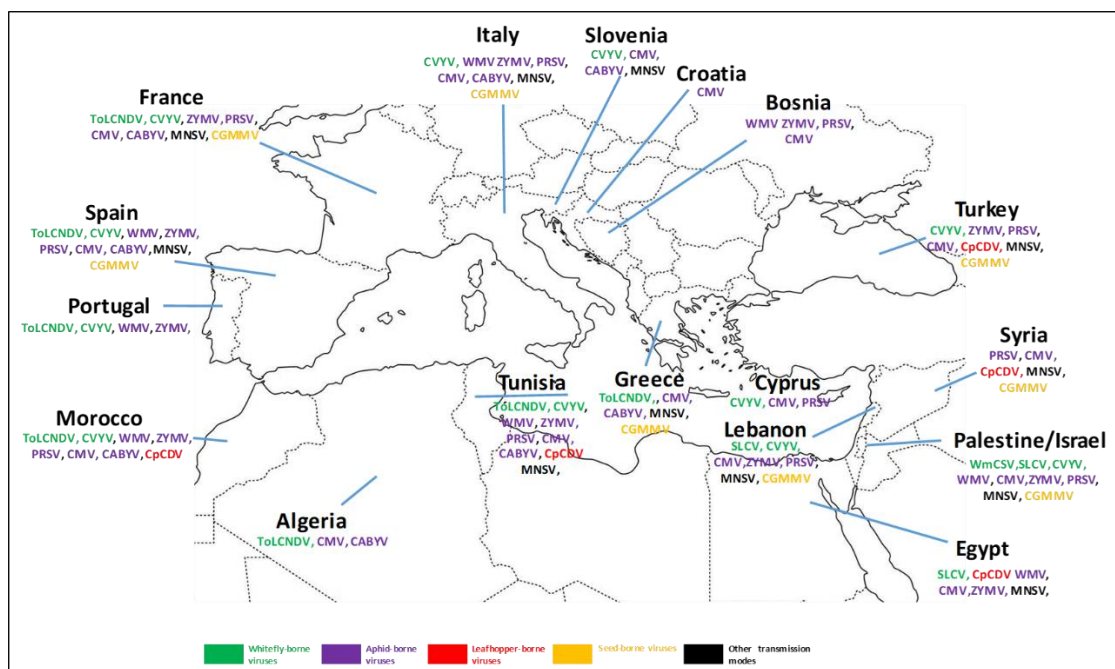 Italy
CVYV, WMV ZYMV, PRSV,
CMV, CABYV, MNSV,
CGMMV
Slovenia
CVYV, CMV,
CABYV, MNSV
Croatia
CMV
Bosnia
WMV ZYMV, PRSV,
CMV
France
ToLCNDV, CVYV, ZYMV, PRSV,
CMV, CABYV, MNSV, CGMMV
Spain
ToLCNDV, CVYV, WMV, ZYMV,
PRSV, CMV, CABYV, MNSV,
CGMMV
Turkey
CVYV, ZYMV, PRSV,
CMV, CpCDV, MNSV,
CGMMV
Portugal
ToLCNDV, CVYV, WMV, ZYMV,
Syria
PRSV, CMV,
CpCDV, MNSV,
CGMMV
Tunisia
ToLCNDV, CVYV,
WMV, ZYMV,
PRSV, CMV,
CABYV, CpCDV
MNSV,
Greece
ToLCNDV,, CMV,
CABYV, MNSV,
CGMMV
Cyprus
CVYV, CMV, PRSV
Lebanon
SLCV, CVYV,
CMV,ZYMV, PRSV,
MNSV, CGMMV
Morocco
ToLCNDV, CVYV, WMV, ZYMV,
PRSV, CMV, CABYV,CpCDV
Palestine/Israel
WmCSV,SLCV,CVYV,
WMV, CMV,ZYMV, PRSV,
MNSV, CGMMV
Algeria
ToLCNDV, CMV, CABYV
Egypt
SLCV, CpCDV WMV,
CMV,ZYMV, MNSV,
Whitefly-borne
viruses
Aphid-borne
viruses
Leafhopper-borne
viruses
Seed-borne viruses
Other transmission
modes